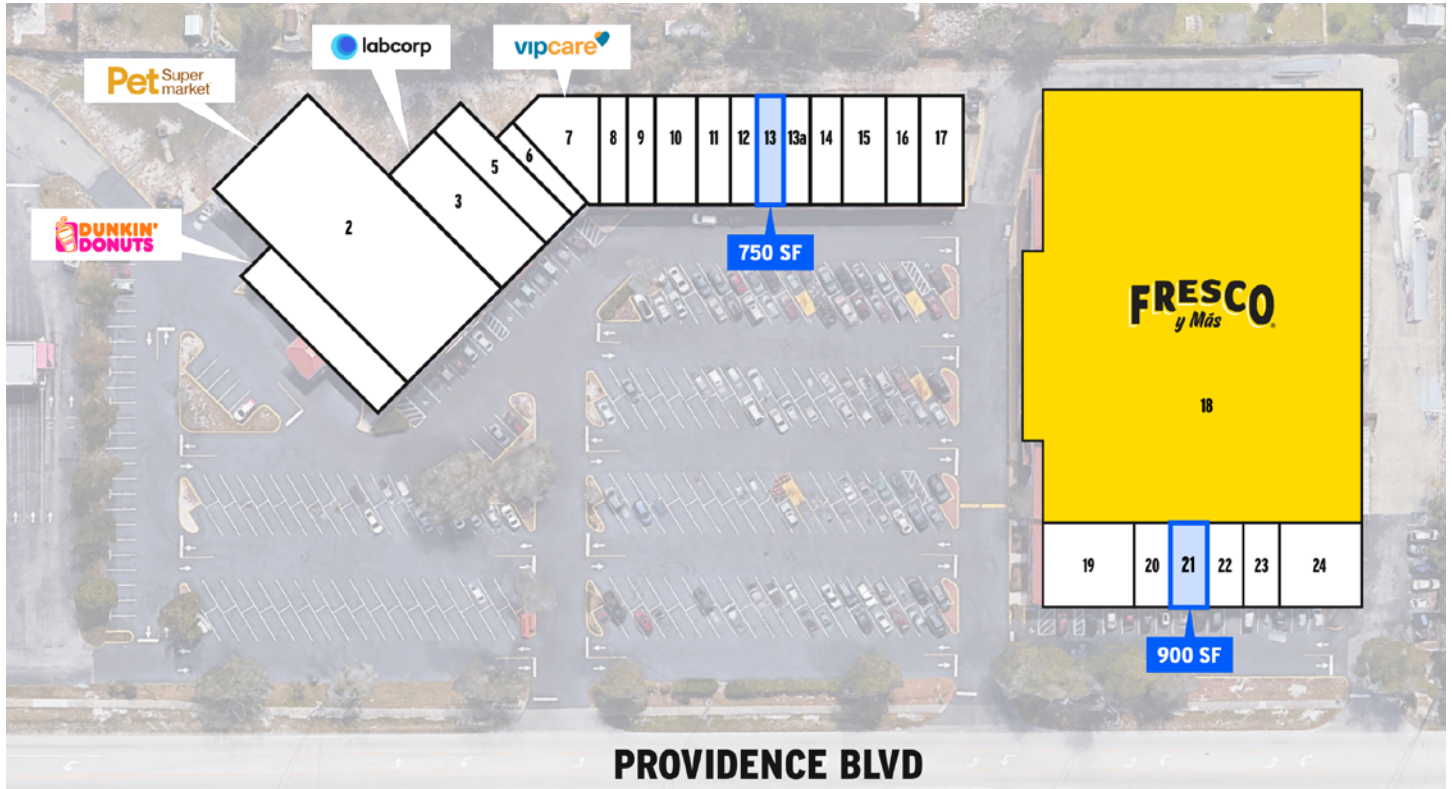 labcorp
vipcare
Pet Super
market
DUNKIN'
DONUTS
2
3
5
6
7
8
9
10
11
12
13
13a
14
15
16
17
750 SF
FRESCO
y Más
18
19
20
21
22
23
24
900 SF
PROVIDENCE BLVD